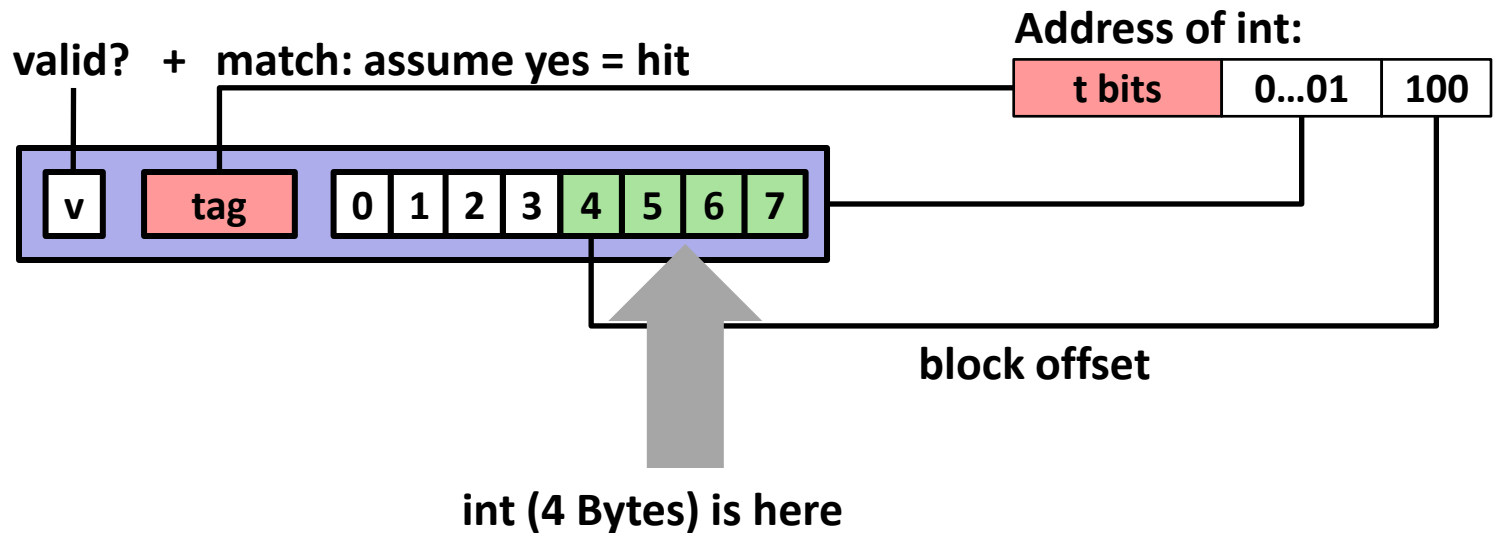 Address of int:
valid? + match: assume yes = hit
t bits 0...01 100
v tag 0 1 2 3 4 5 6 7
block offset
int (4 Bytes) is here